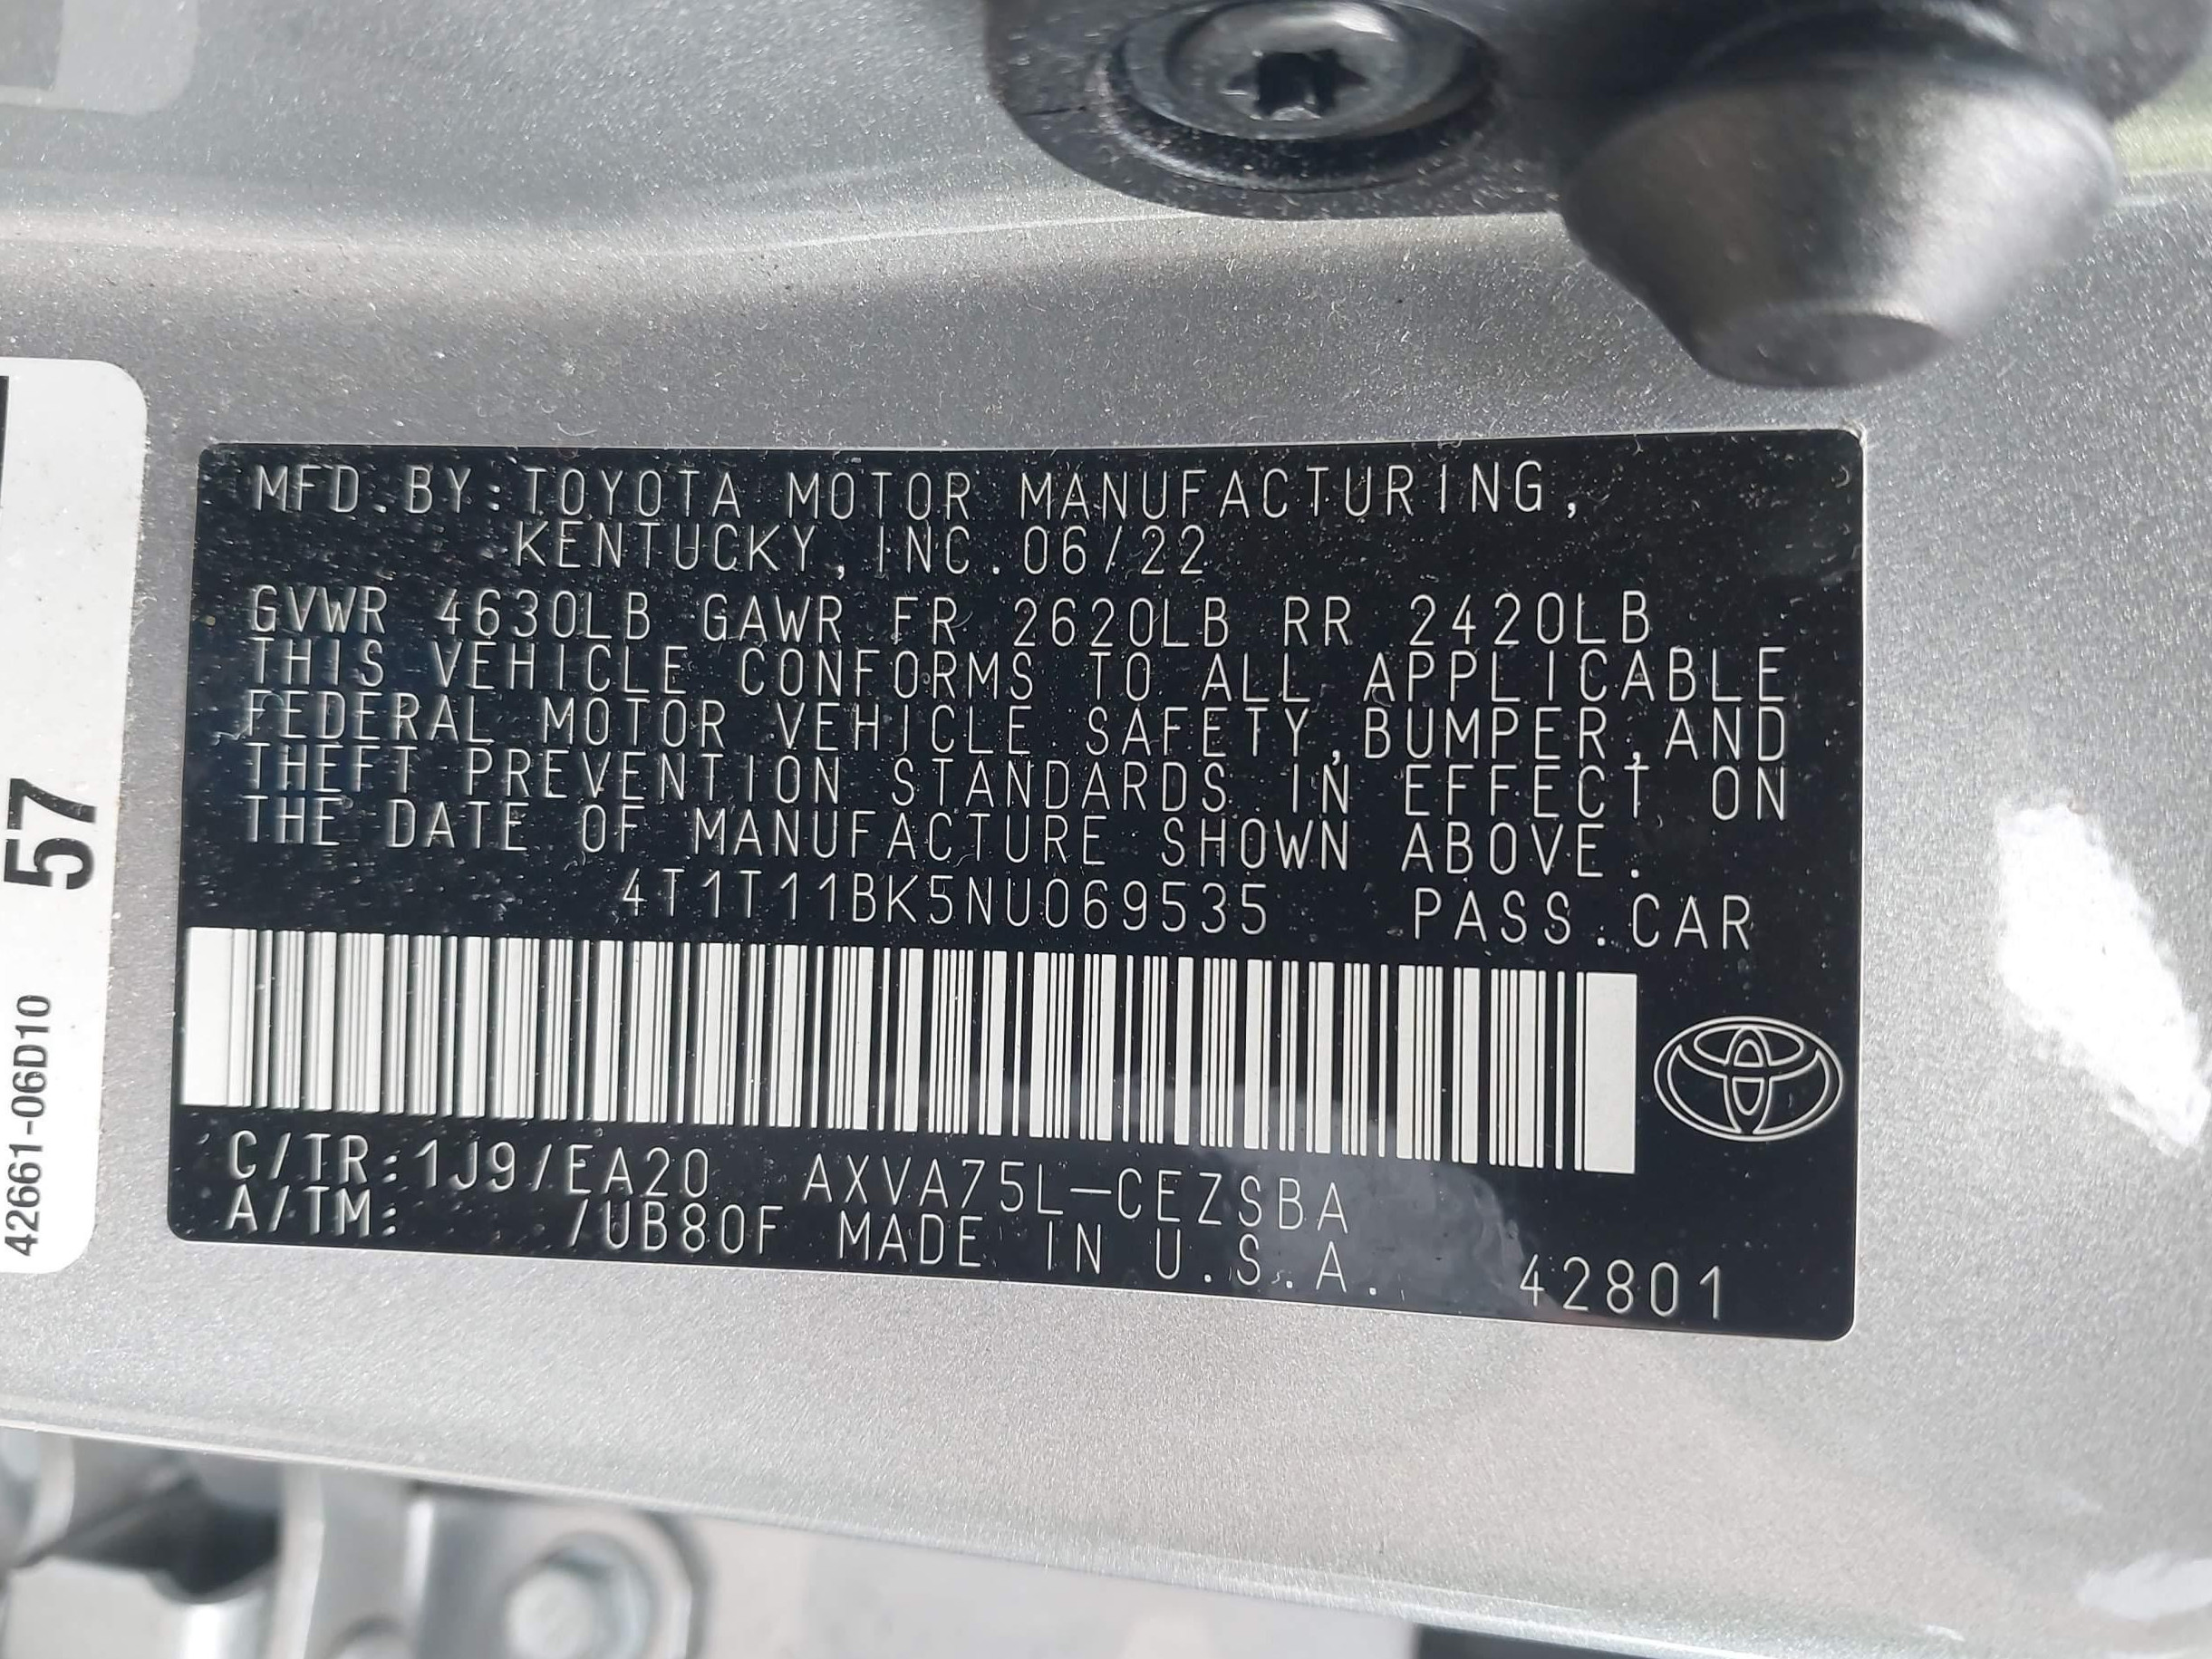 MFD.BY:TOYOTA MOTOR MANUFACTURING,
KENTUCKY, INC. 06/22
GVWR 4630LB GAWR FR 2620LB RR 2420LB
THIS VEHICLE CONFORMS TO ALL APPLICABLE
FEDERAL MOTOR VEHICLE SAFETY,BUMPER,AND
THEFT PREVENTION STANDARDS IN EFFECT ON
THE DATE OF MANUFACTURE SHOWN ABOVE.
4T1T11BK5NU069535 PASS.CAR
C/TR:1J9/EA20 AXVA75L-CEZSBA
A/TM: /UB80F MADE IN U.S.A. 42801
57
42661-06D10